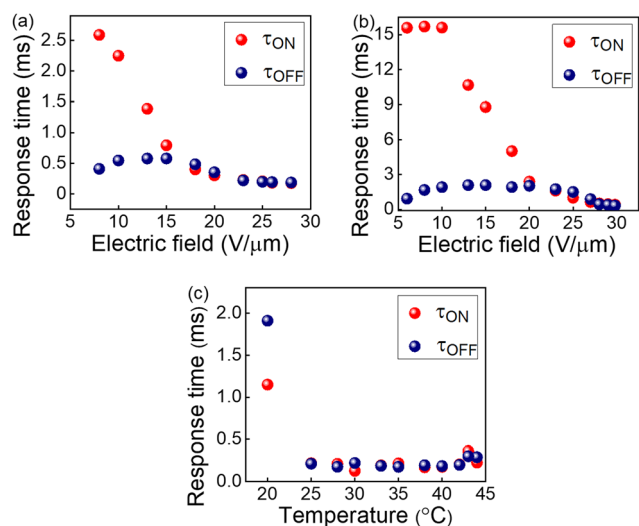 (a)
τON
τOFF
Response time (ms)
2.5
2.0
1.5
1.0
0.5
0
5 10 15 20 25 30
Electric field (V/μm)
(b)
τON
τOFF
Response time (ms)
15
12
9
6
3
0
5 10 15 20 25 30
Electric field (V/μm)
(c)
τON
τOFF
Response time (ms)
2.0
1.5
1.0
0.5
0.0
20 25 30 35 40 45
Temperature (°C)